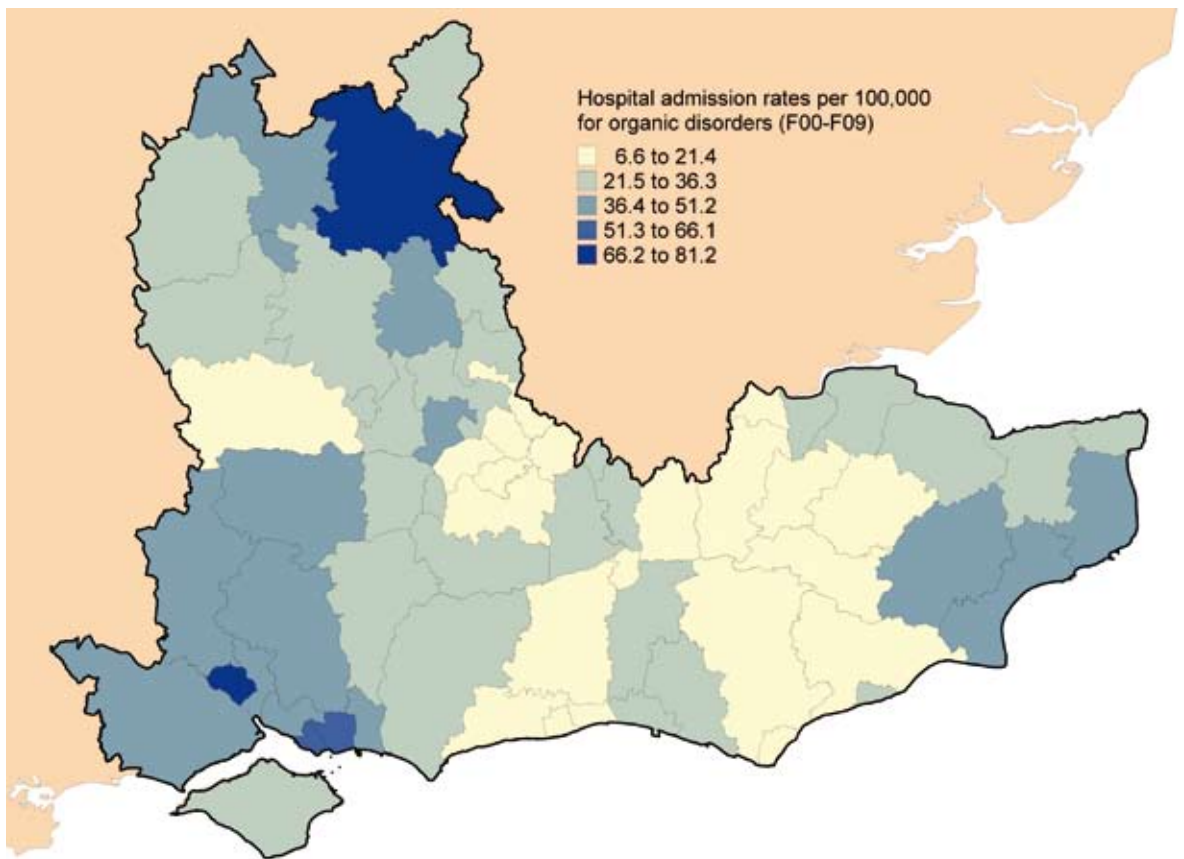 Hospital admission rates per 100,000
for organic disorders (F00-F09)
6.6 to 21.4
21.5 to 36.3
36.4 to 51.2
51.3 to 66.1
66.2 to 81.2